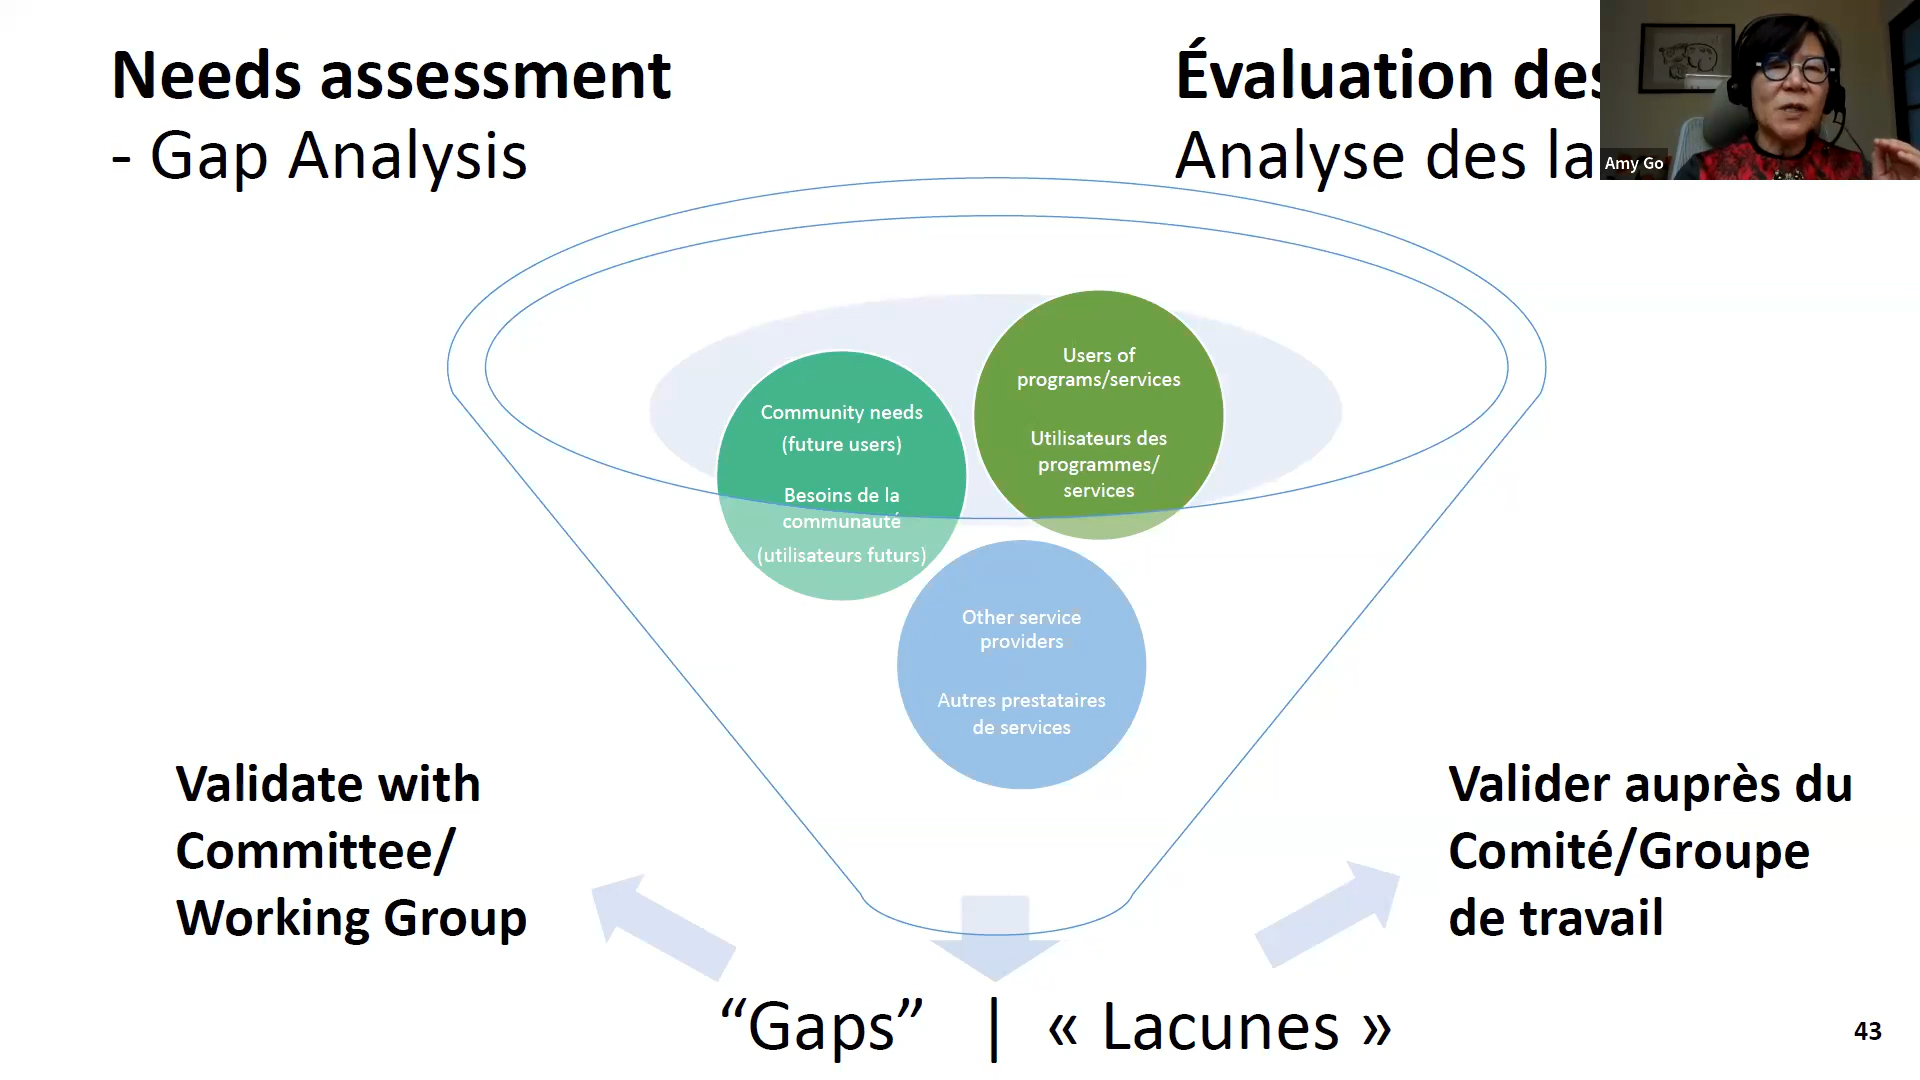 Needs assessment
- Gap Analysis
Évaluation des
Analyse des la
Amy Go
Users of
programs/services
Utilisateurs des
programmes/
services
Community needs
(future users)
Besoins de la
communauté
(utilisateurs futurs)
Other service
providers
Autres prestataires
de services
Validate with
Committee/
Working Group
Valider auprès du
Comité/Groupe
de travail
“Gaps” | « Lacunes »
43